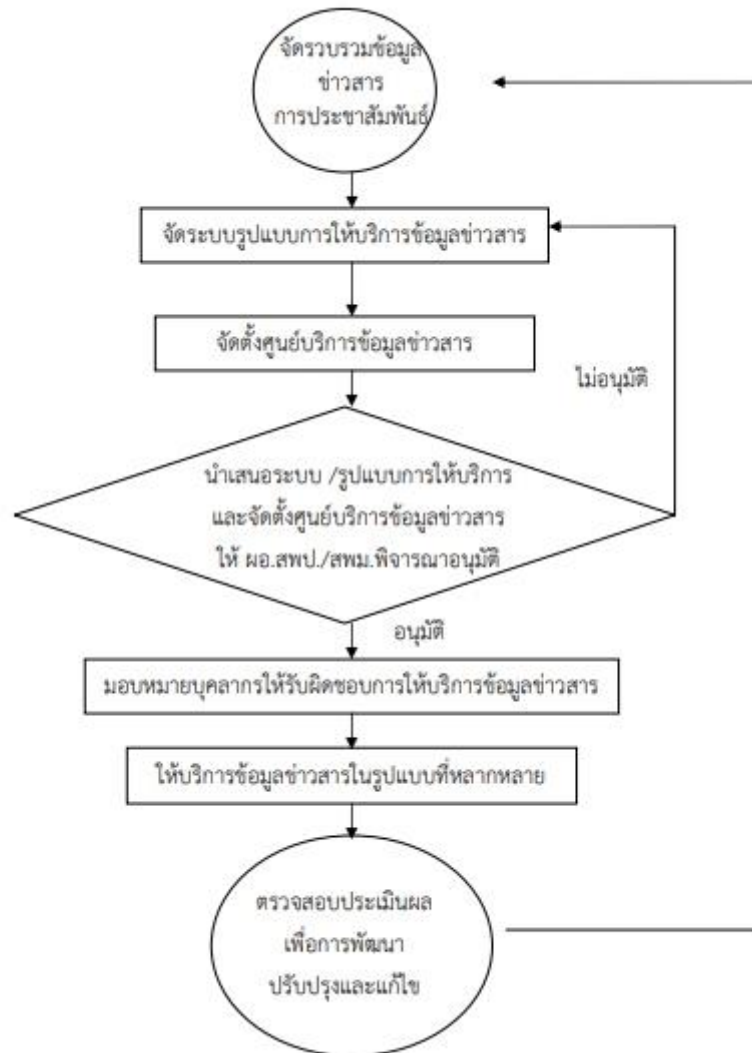 จัดรวบรวมข้อมูล
ข่าวสาร
การประชาสัมพันธ์
จัดระบบรูปแบบการให้บริการข้อมูลข่าวสาร
จัดตั้งศูนย์บริการข้อมูลข่าวสาร
ไม่อนุมัติ
นำเสนอระบบ /รูปแบบการให้บริการ
และจัดตั้งศูนย์บริการข้อมูลข่าวสาร
ให้ ผอ.สพป./สพม.พิจารณาอนุมัติ
อนุมัติ
มอบหมายบุคลากรให้รับผิดชอบการให้บริการข้อมูลข่าวสาร
ให้บริการข้อมูลข่าวสารในรูปแบบที่หลากหลาย
ตรวจสอบประเมินผล
เพื่อการพัฒนา
ปรับปรุงและแก้ไข